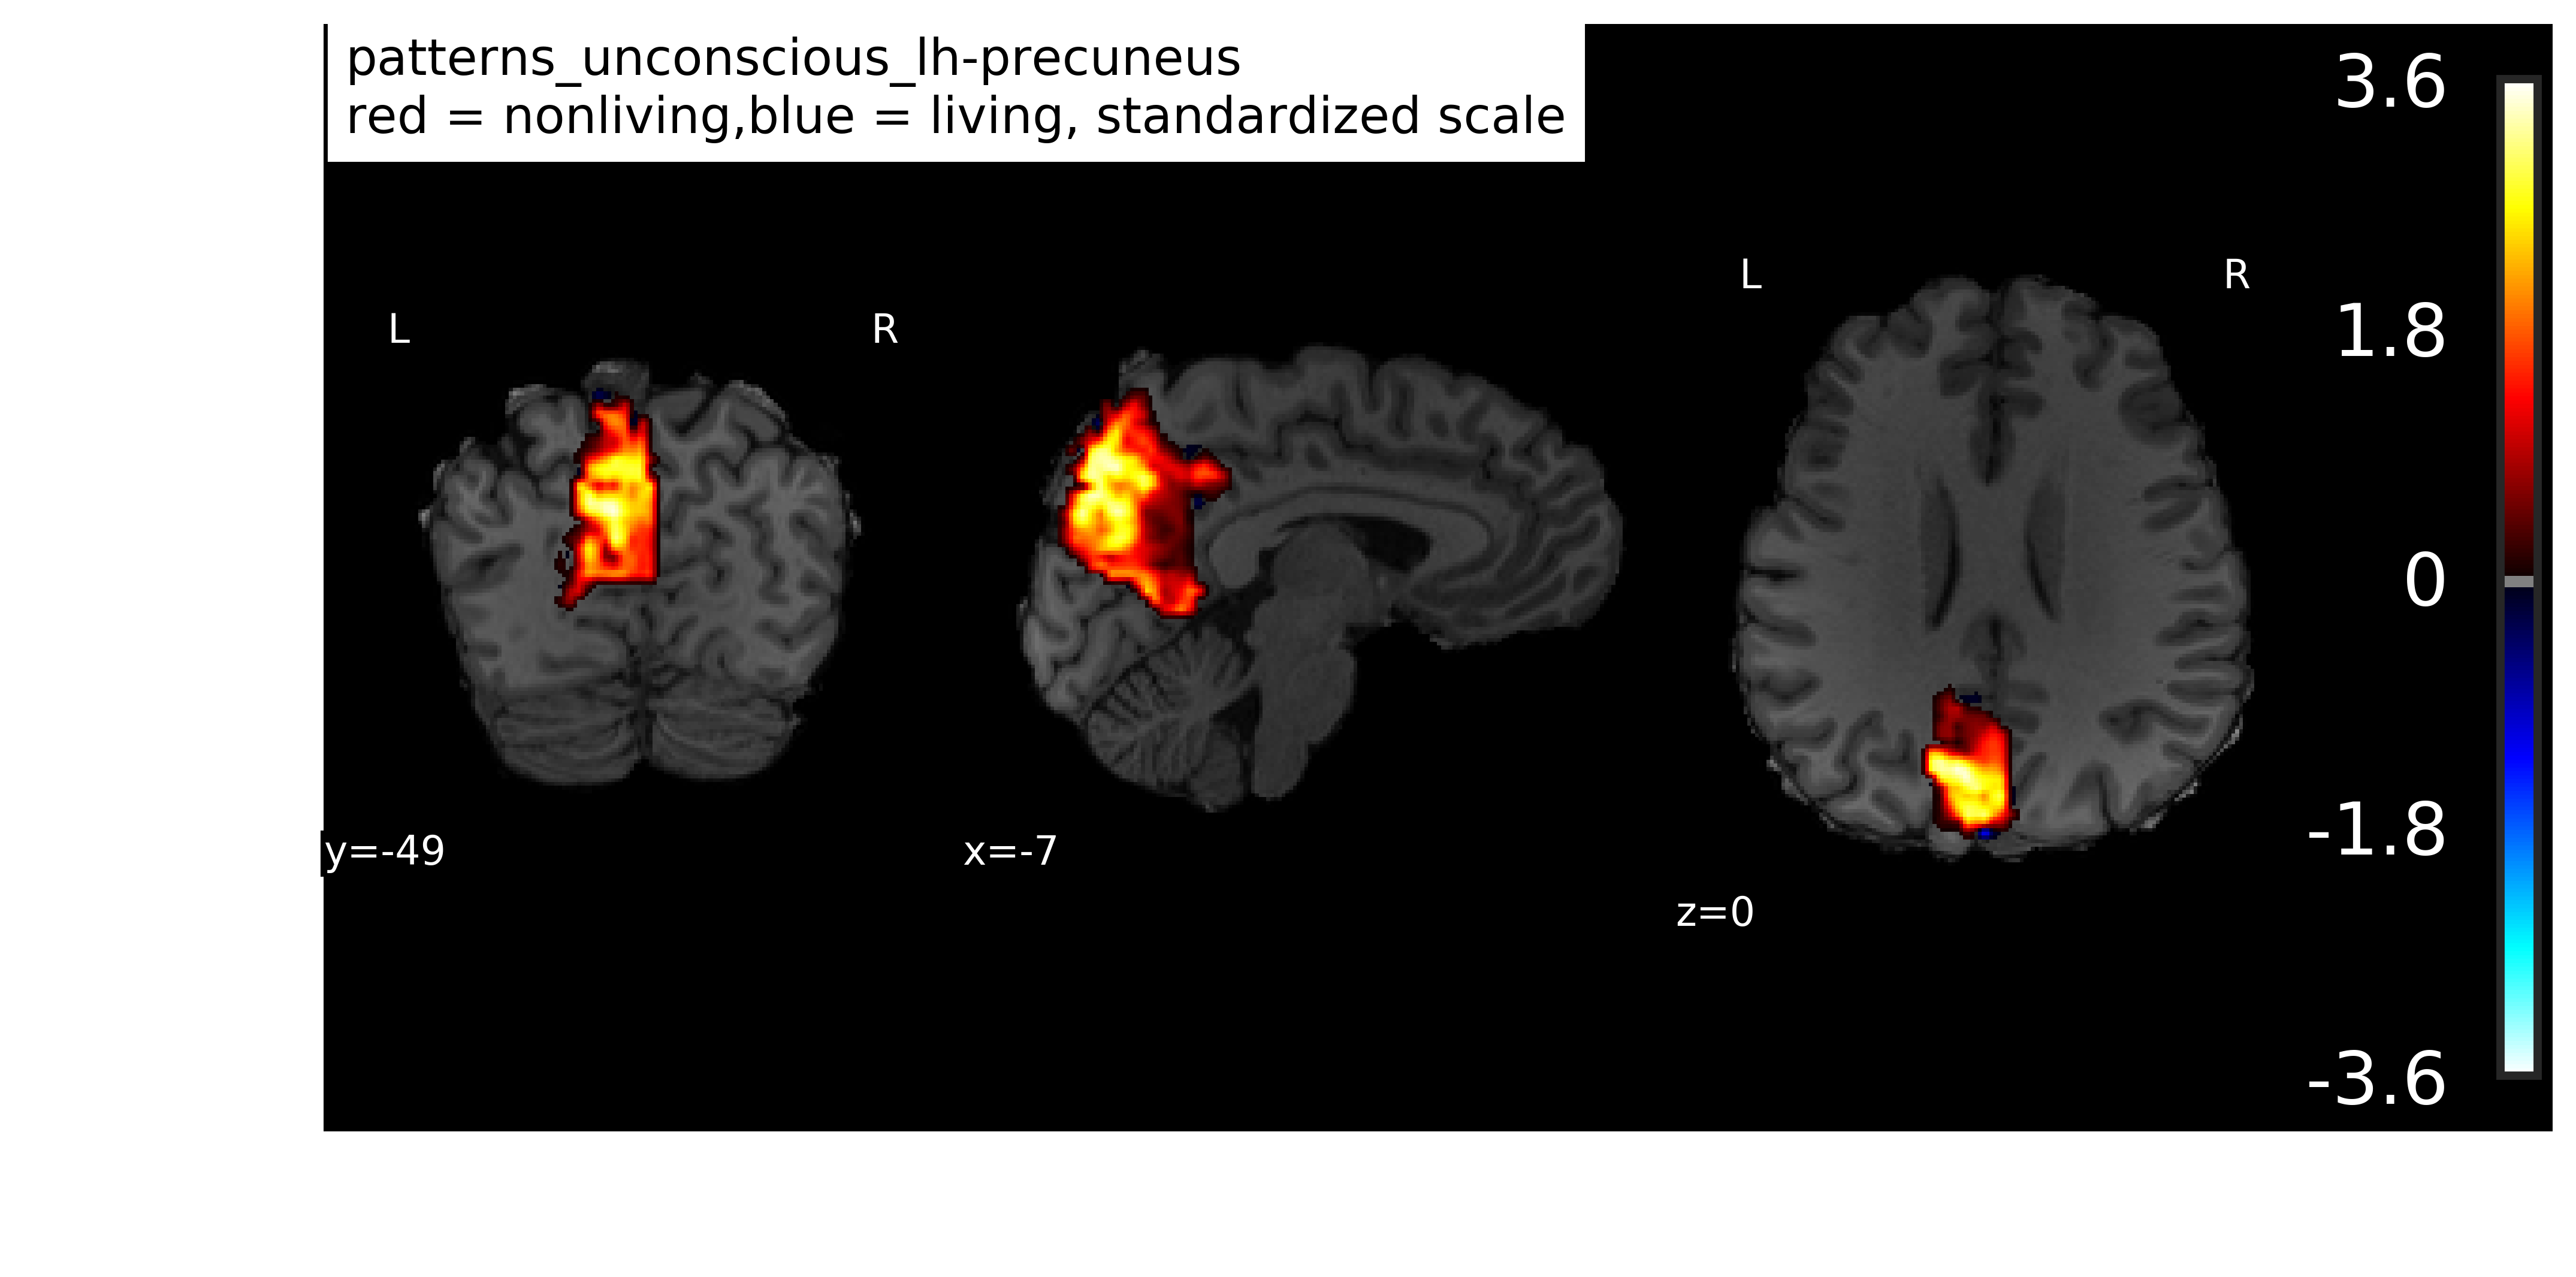 patterns_unconscious_lh-precuneus
red = nonliving,blue = living, standardized scale
L
R
L
R
y=-49
x=-7
z=0
3.6
1.8
0
-1.8
-3.6